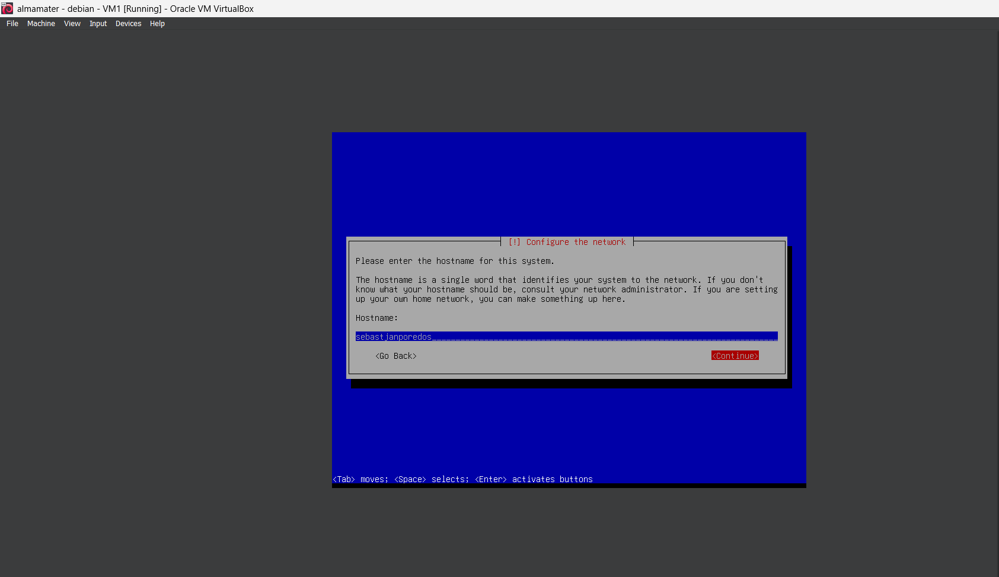 almamater - debian - VM1 [Running] - Oracle VM VirtualBox
File Machine View Input Devices Help
[!] Configure the network
Please enter the hostname for this system.
The hostname is a single word that identifies your system to the network. If you don't
know what your hostname should be, consult your network administrator. If you are setting
up your own home network, you can make something up here.
Hostname:
sebastjanporedos
<Go Back> <Continue>
<Tab> moves; <Space> selects; <Enter> activates buttons